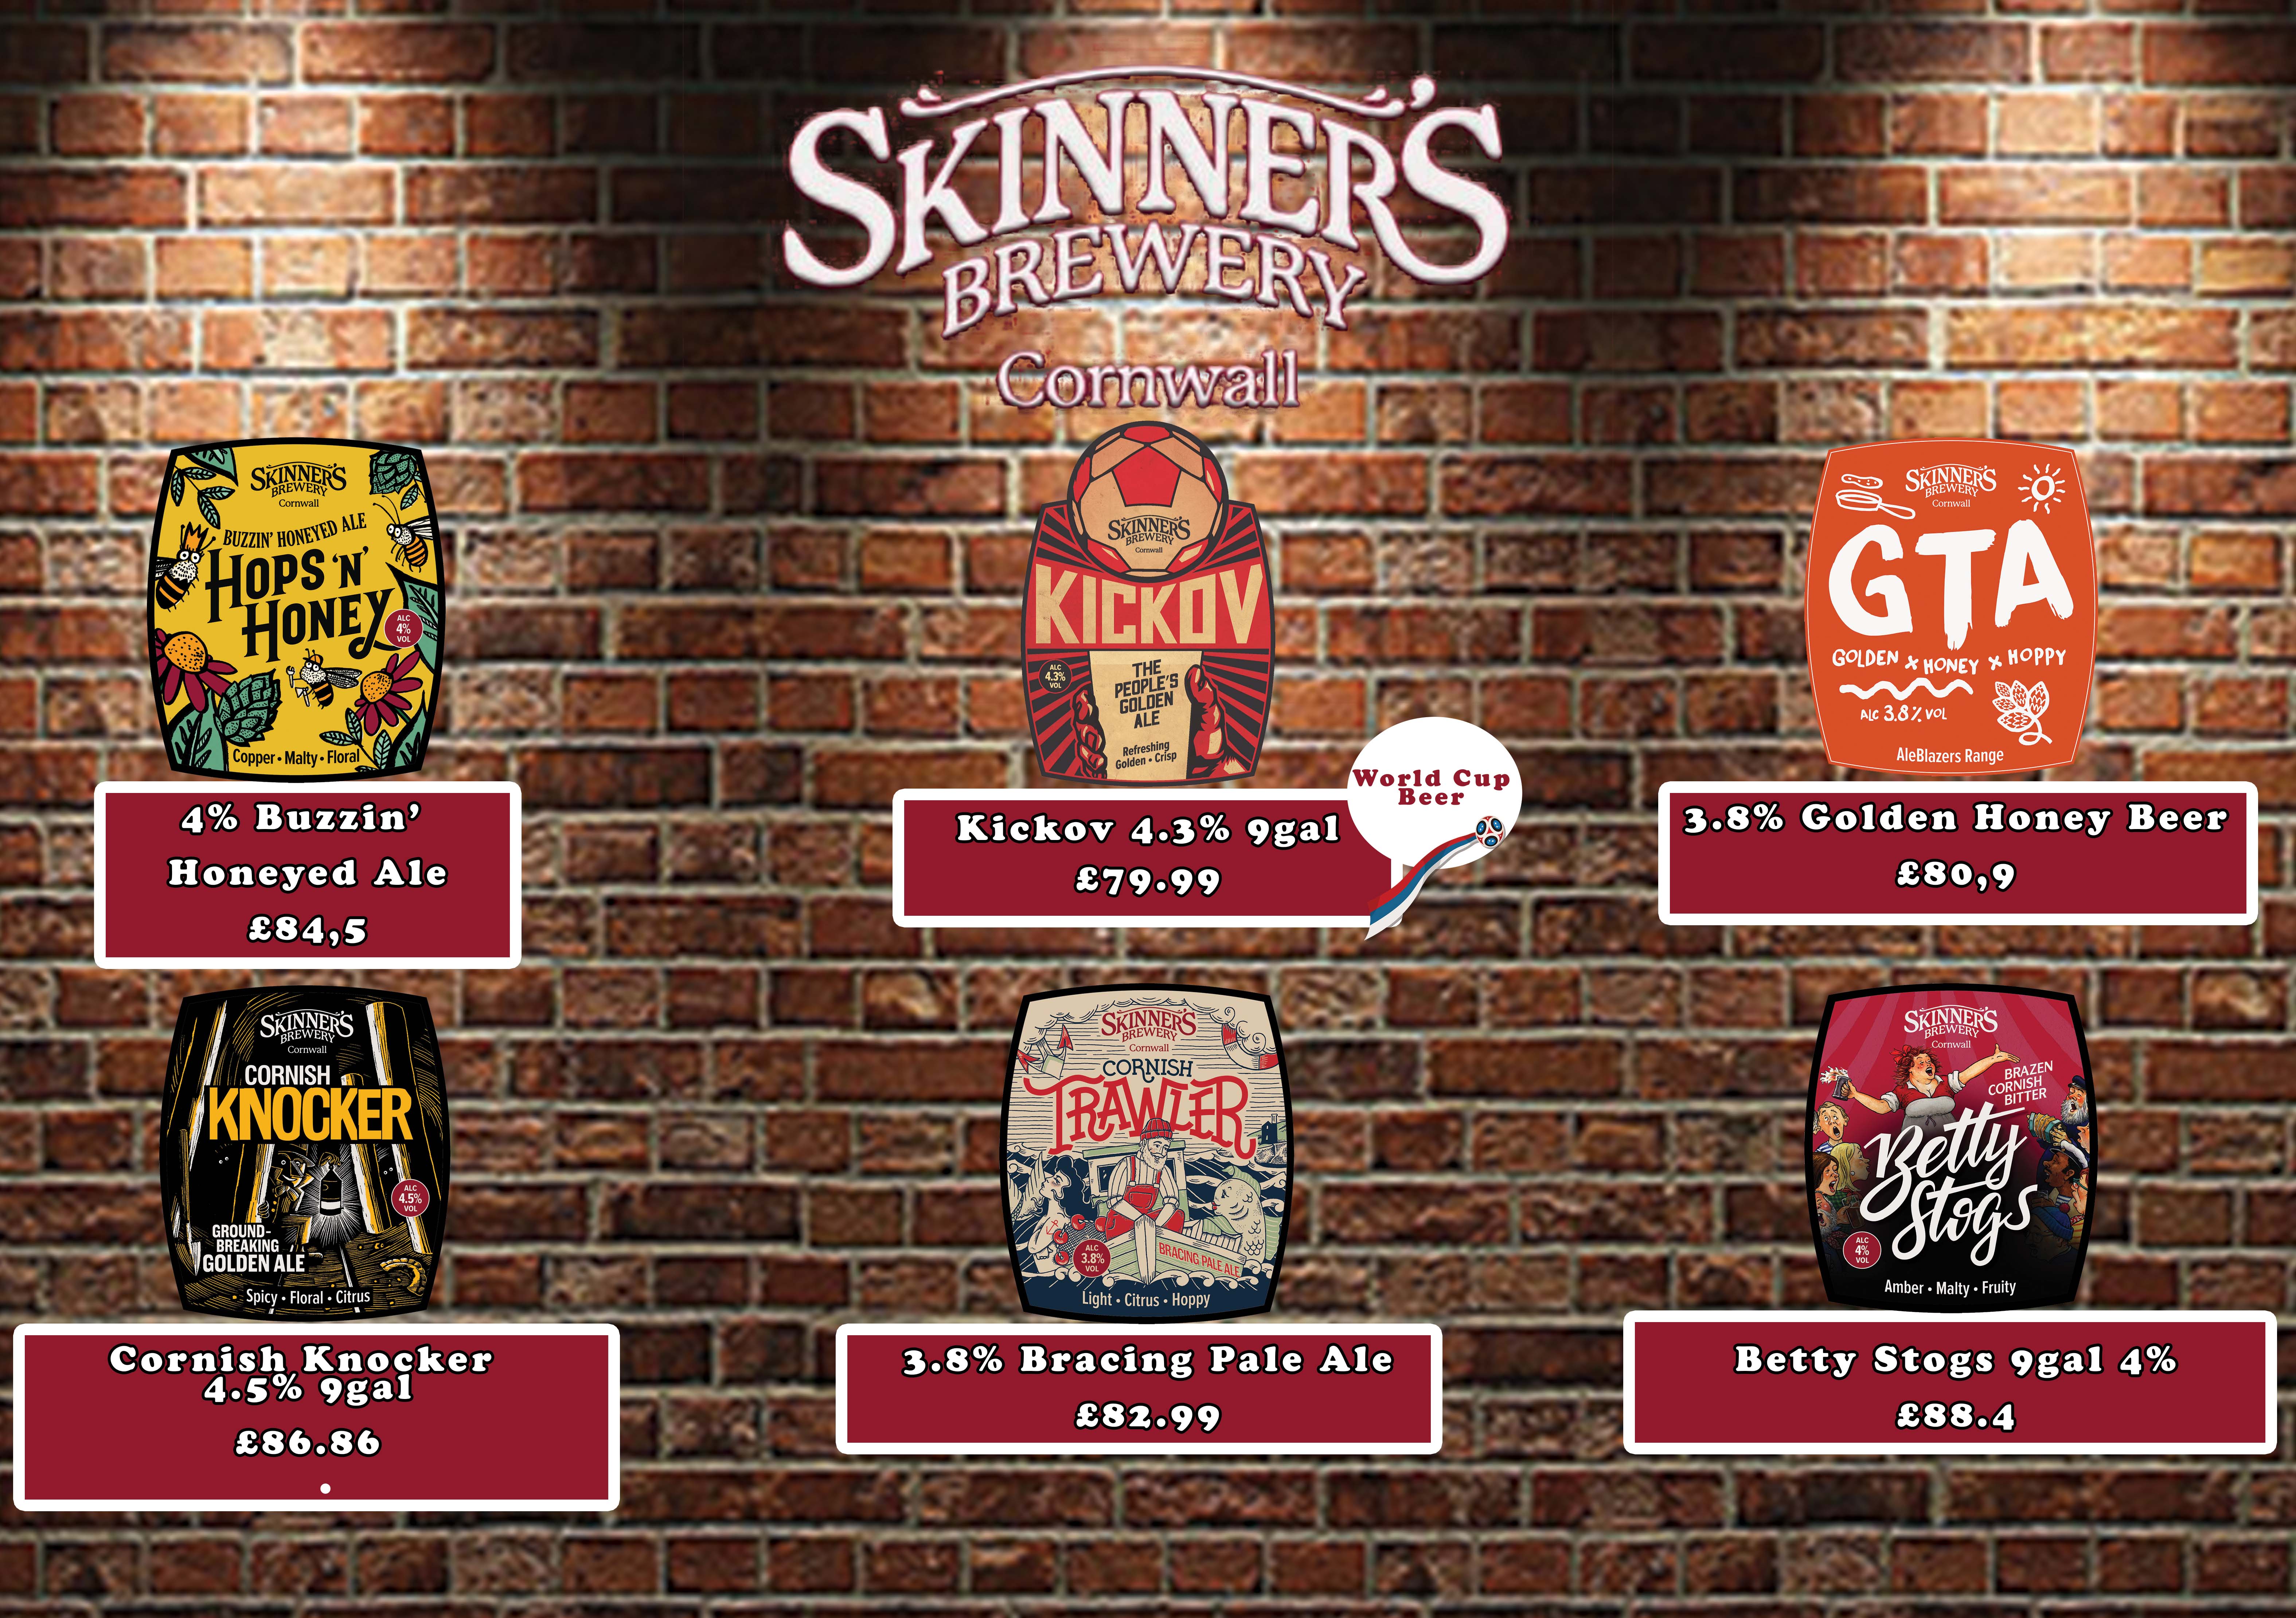 SKINNER'S
BREWERY
Cornwall
SKINNER'S
BREWERY
Cornwall
BUZZIN' HONEYED ALE
HOPS 'N'
HONEY
ALC
4%
VOL
Copper • Malty • Floral
4% Buzzin'
Honeyed Ale
£84,5
SKINNER'S
BREWERY
Cornwall
KICKOV
ALC
4.3%
VOL
THE
PEOPLE'S
GOLDEN
ALE
Refreshing
Golden • Crisp
World Cup
Beer
Kickov 4.3% 9gal
£79.99
SKINNER'S
BREWERY
Cornwall
GTA
GOLDEN x HONEY x HOPPY
ALC 3.8% VOL
AleBlazers Range
3.8% Golden Honey Beer
£80,9
SKINNER'S
BREWERY
Cornwall
CORNISH
KNOCKER
ALC
4.5%
VOL
GROUND-
BREAKING
GOLDEN ALE
Spicy • Floral • Citrus
Cornish Knocker
4.5% 9gal
£86.86
.
SKINNER'S
BREWERY
Cornwall
CORNISH
TRAWLER
ALC
3.8%
VOL
BRACING PALE ALE
Light • Citrus • Hoppy
3.8% Bracing Pale Ale
£82.99
SKINNER'S
BREWERY
Cornwall
BRAZEN
CORNISH
BITTER
Betty
Stogs
ALC
4%
VOL
Amber • Malty • Fruity
Betty Stogs 9gal 4%
£88.4